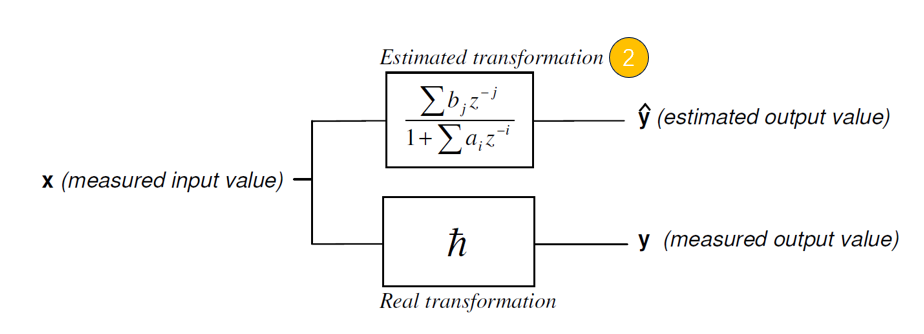 Estimated transformation 2
∑ b_j z^{-j}
1 + ∑ a_i z^{-i}
ŷ (estimated output value)
x (measured input value)
ħ
y (measured output value)
Real transformation